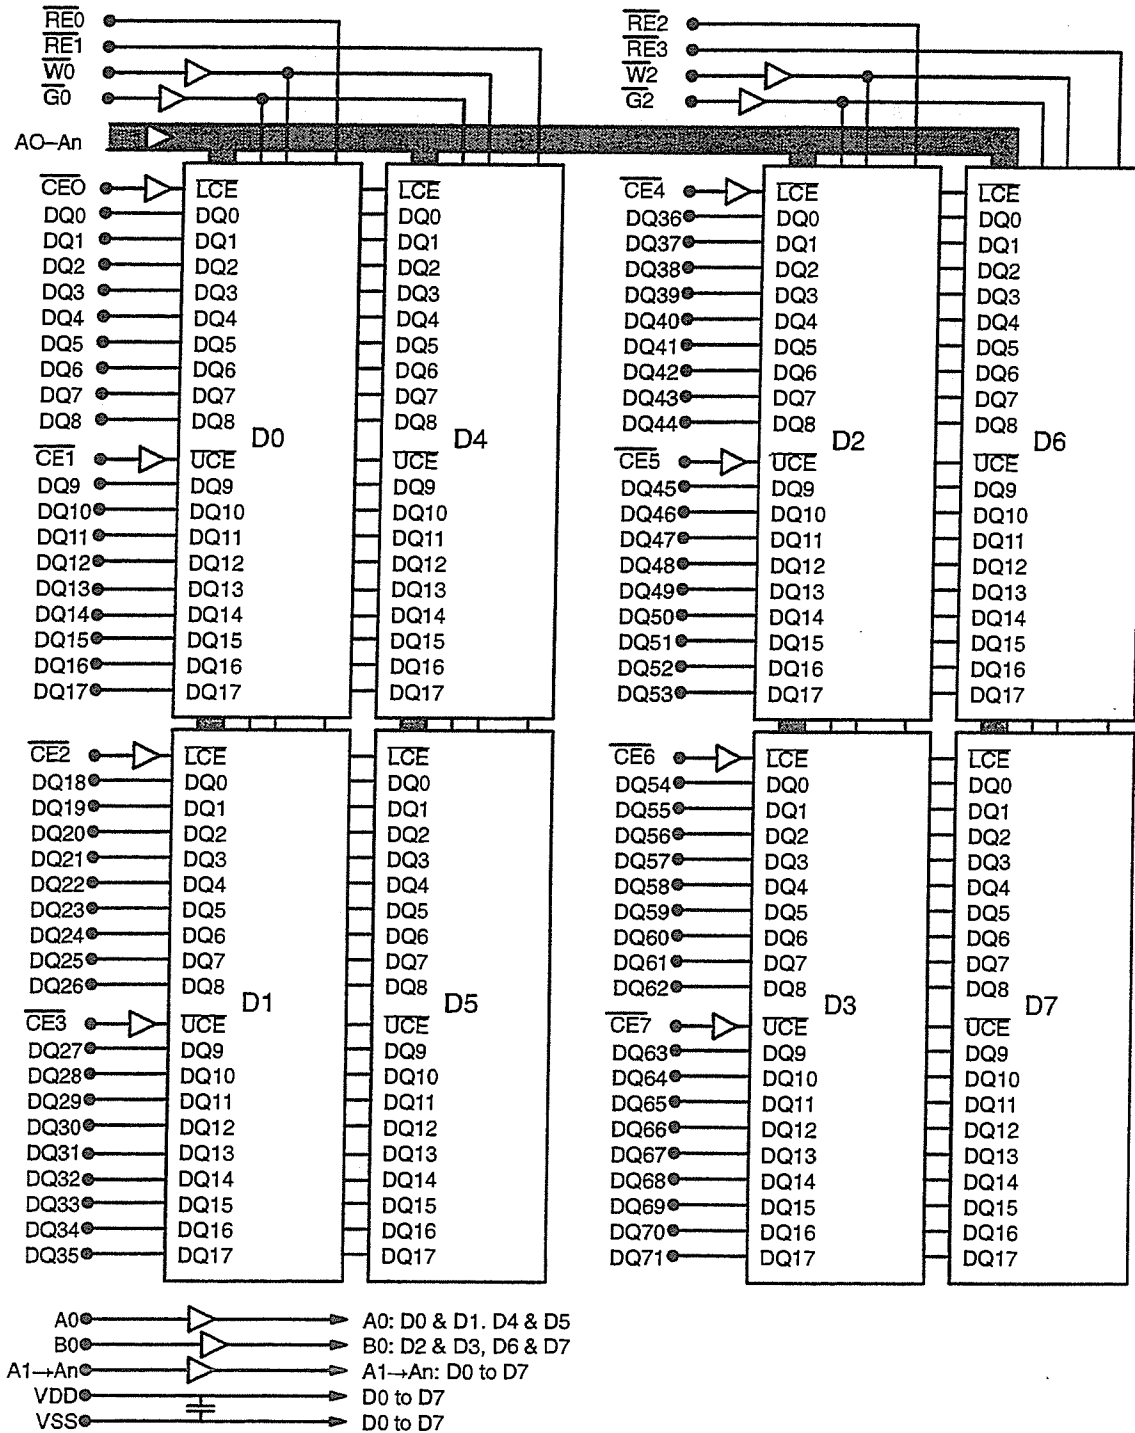 RE0
RE1
W0
G0
RE2
RE3
W2
G2
AO–An
CEO
DQ0
DQ1
DQ2
DQ3
DQ4
DQ5
DQ6
DQ7
DQ8
CE1
DQ9
DQ10
DQ11
DQ12
DQ13
DQ14
DQ15
DQ16
DQ17
LCE
DQ0
DQ1
DQ2
DQ3
DQ4
DQ5
DQ6
DQ7
DQ8
D0
UCE
DQ9
DQ10
DQ11
DQ12
DQ13
DQ14
DQ15
DQ16
DQ17
LCE
DQ0
DQ1
DQ2
DQ3
DQ4
DQ5
DQ6
DQ7
DQ8
D4
UCE
DQ9
DQ10
DQ11
DQ12
DQ13
DQ14
DQ15
DQ16
DQ17
CE4
DQ36
DQ37
DQ38
DQ39
DQ40
DQ41
DQ42
DQ43
DQ44
CE5
DQ45
DQ46
DQ47
DQ48
DQ49
DQ50
DQ51
DQ52
DQ53
LCE
DQ0
DQ1
DQ2
DQ3
DQ4
DQ5
DQ6
DQ7
DQ8
D2
UCE
DQ9
DQ10
DQ11
DQ12
DQ13
DQ14
DQ15
DQ16
DQ17
LCE
DQ0
DQ1
DQ2
DQ3
DQ4
DQ5
DQ6
DQ7
DQ8
D6
UCE
DQ9
DQ10
DQ11
DQ12
DQ13
DQ14
DQ15
DQ16
DQ17
CE2
DQ18
DQ19
DQ20
DQ21
DQ22
DQ23
DQ24
DQ25
DQ26
CE3
DQ27
DQ28
DQ29
DQ30
DQ31
DQ32
DQ33
DQ34
DQ35
LCE
DQ0
DQ1
DQ2
DQ3
DQ4
DQ5
DQ6
DQ7
DQ8
D1
UCE
DQ9
DQ10
DQ11
DQ12
DQ13
DQ14
DQ15
DQ16
DQ17
LCE
DQ0
DQ1
DQ2
DQ3
DQ4
DQ5
DQ6
DQ7
DQ8
D5
UCE
DQ9
DQ10
DQ11
DQ12
DQ13
DQ14
DQ15
DQ16
DQ17
CE6
DQ54
DQ55
DQ56
DQ57
DQ58
DQ59
DQ60
DQ61
DQ62
CE7
DQ63
DQ64
DQ65
DQ66
DQ67
DQ68
DQ69
DQ70
DQ71
LCE
DQ0
DQ1
DQ2
DQ3
DQ4
DQ5
DQ6
DQ7
DQ8
D3
UCE
DQ9
DQ10
DQ11
DQ12
DQ13
DQ14
DQ15
DQ16
DQ17
LCE
DQ0
DQ1
DQ2
DQ3
DQ4
DQ5
DQ6
DQ7
DQ8
D7
UCE
DQ9
DQ10
DQ11
DQ12
DQ13
DQ14
DQ15
DQ16
DQ17
A0 A0: D0 & D1. D4 & D5
B0 B0: D2 & D3, D6 & D7
A1→An A1→An: D0 to D7
VDD D0 to D7
VSS D0 to D7